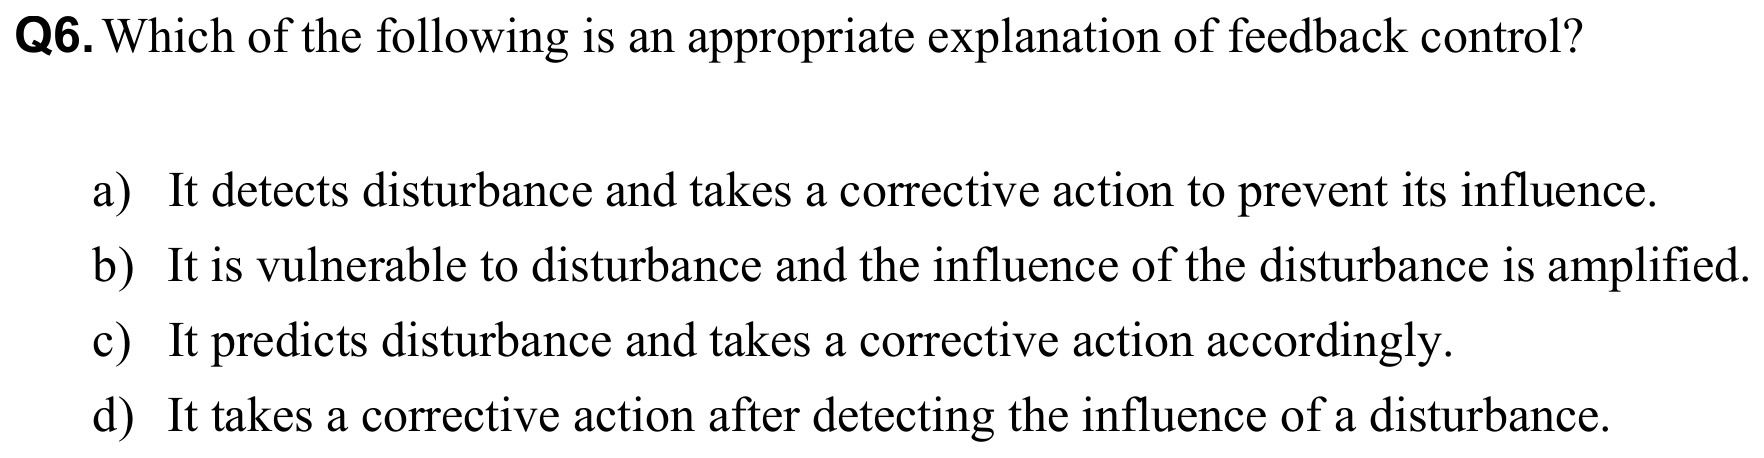 Q6. Which of the following is an appropriate explanation of feedback control?
a) It detects disturbance and takes a corrective action to prevent its influence.
b) It is vulnerable to disturbance and the influence of the disturbance is amplified.
c) It predicts disturbance and takes a corrective action accordingly.
d) It takes a corrective action after detecting the influence of a disturbance.